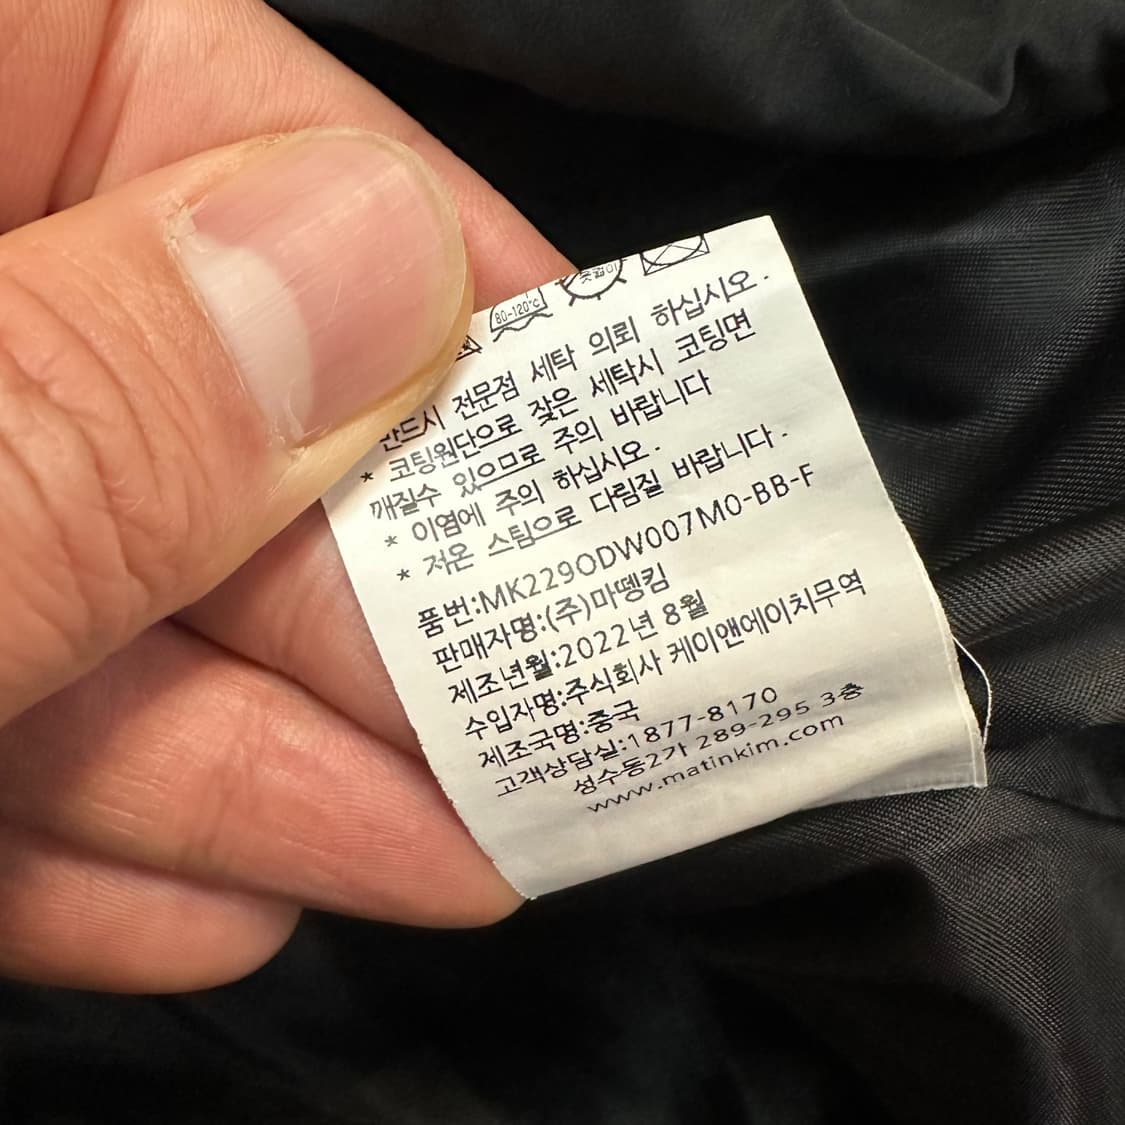 80-120°c
반드시 전문점 세탁 의뢰 하십시오.
* 코팅원단으로 잦은 세탁시 코팅면
깨질수 있으므로 주의 바랍니다
* 이염에 주의 하십시오.
* 저온 스팀으로 다림질 바랍니다.
품번:MK229ODW007M0-BB-F
판매자명:(주)마뗑킴
제조년월:2022년 8월
수입자명:주식회사 케이앤에이치무역
제조국명:중국
고객상담실:1877-8170
성수동2가 289-295 3층
www.matinkim.com